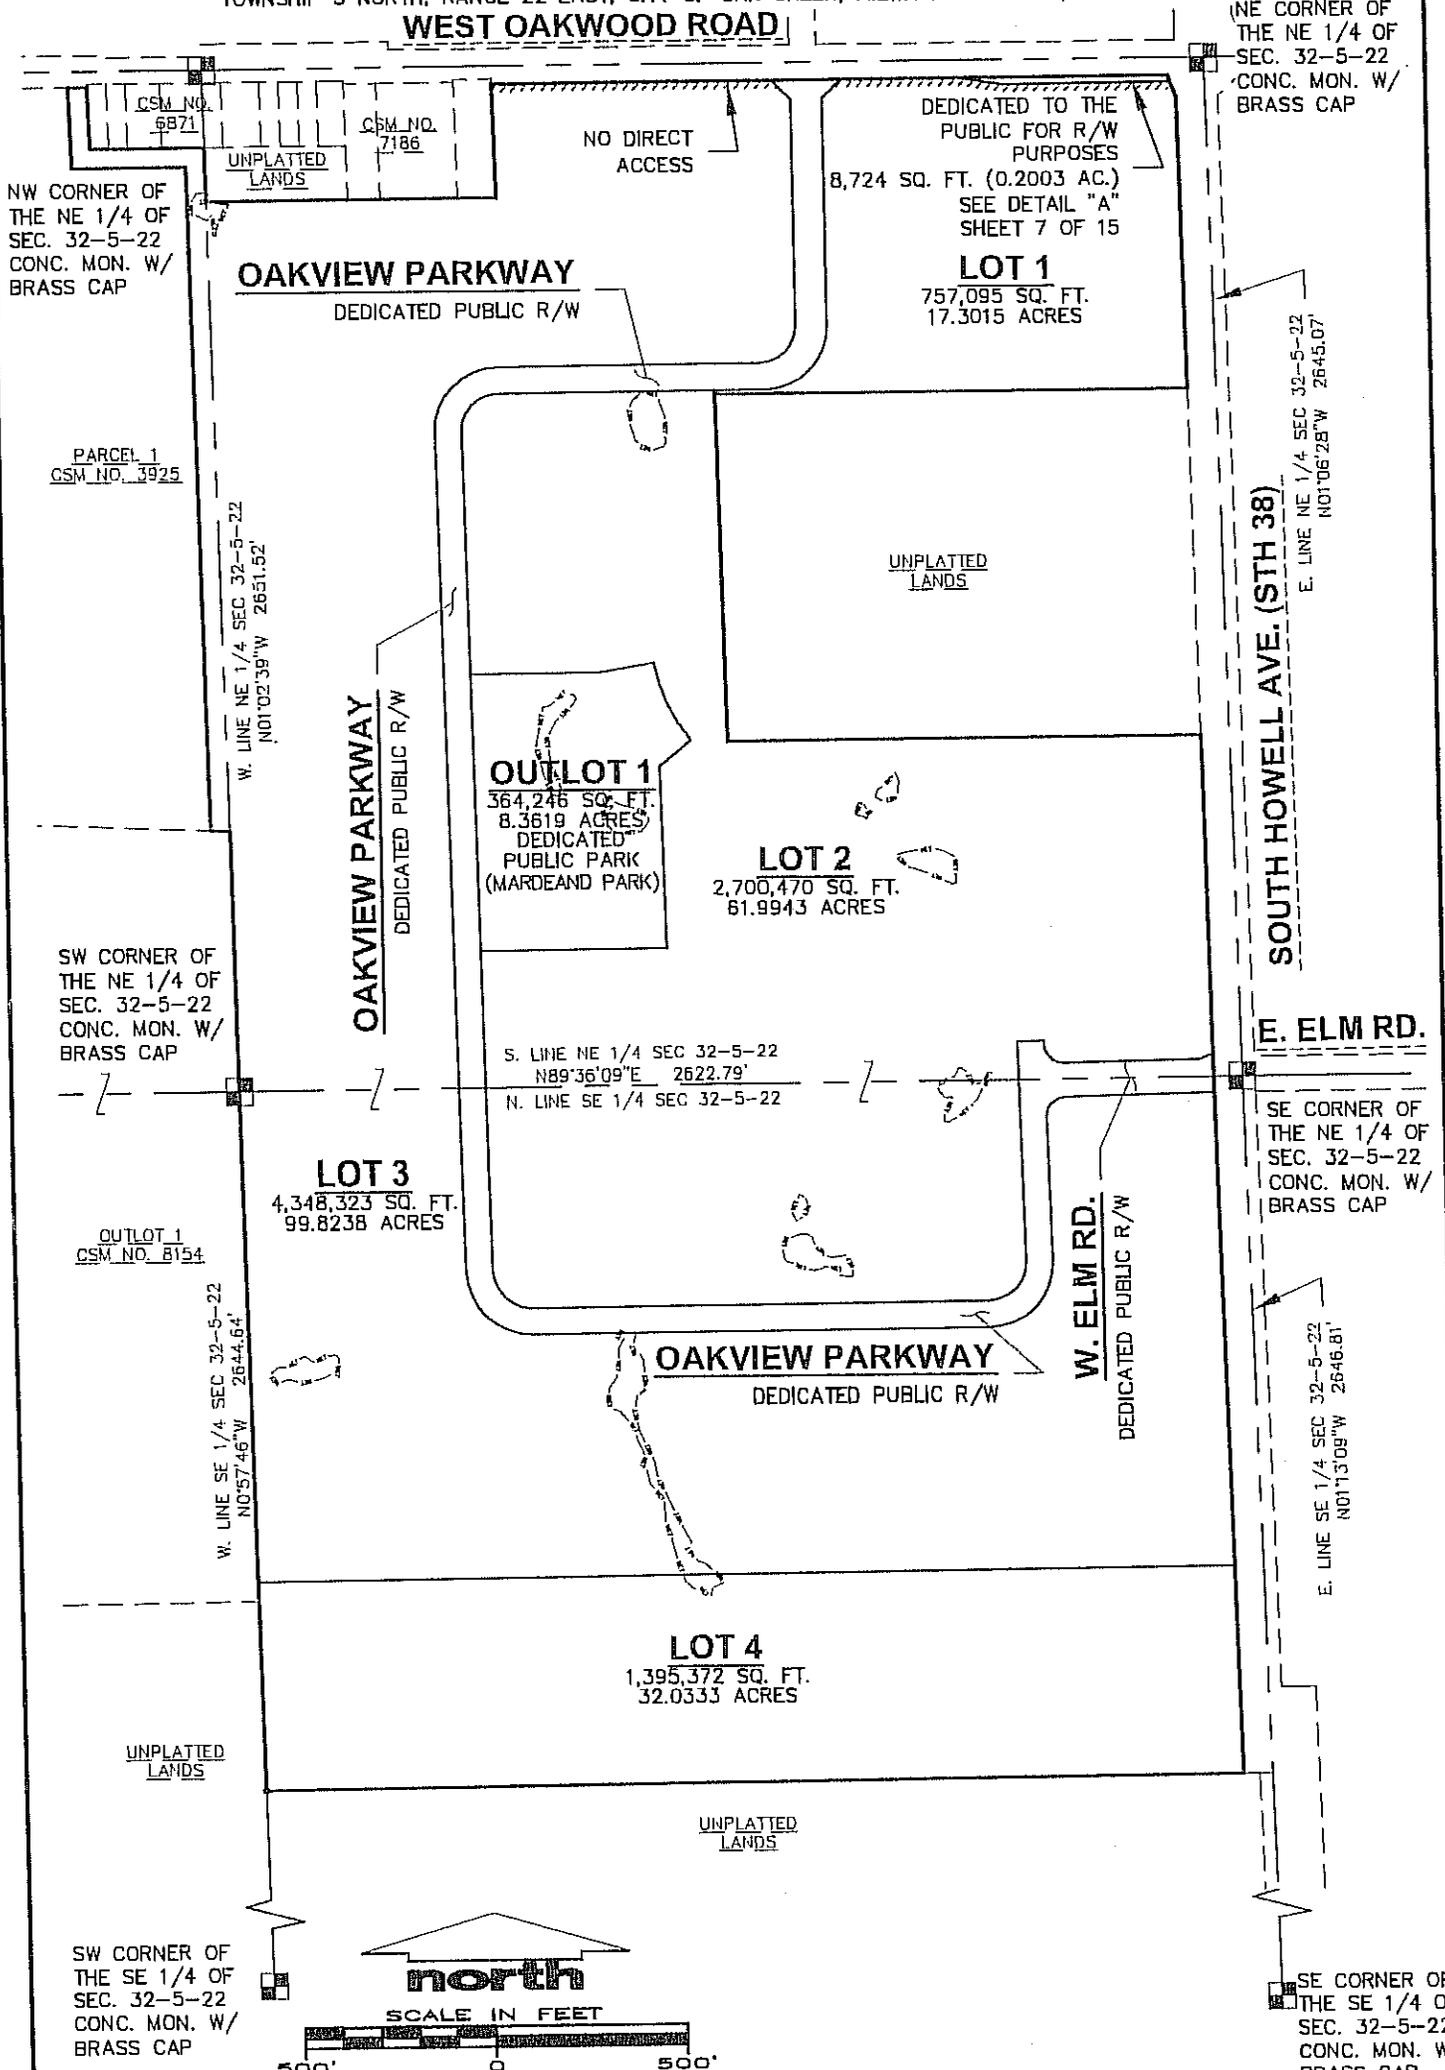 WEST OAKWOOD ROAD
NE CORNER OF
THE NE 1/4 OF
SEC. 32-5-22
CONC. MON. W/
BRASS CAP
CSM NO.
6871
CSM NO.
7186
UNPLATTED
LANDS
NO DIRECT
ACCESS
DEDICATED TO THE
PUBLIC FOR R/W
PURPOSES
8,724 SQ. FT. (0.2003 AC.)
SEE DETAIL "A"
SHEET 7 OF 15
NW CORNER OF
THE NE 1/4 OF
SEC. 32-5-22
CONC. MON. W/
BRASS CAP
OAKVIEW PARKWAY
DEDICATED PUBLIC R/W
LOT 1
757,095 SQ. FT.
17.3015 ACRES
E. LINE NE 1/4 SEC 32-5-22
N01°06'28"W 2645.07'
PARCEL 1
CSM NO. 3925
W. LINE NE 1/4 SEC 32-5-22
N01°02'39"W 2651.52'
UNPLATTED
LANDS
SOUTH HOWELL AVE. (STH 38)
OAKVIEW PARKWAY
DEDICATED PUBLIC R/W
OUTLOT 1
364,246 SQ. FT.
8.3619 ACRES
DEDICATED
PUBLIC PARK
(MARDEAND PARK)
LOT 2
2,700,470 SQ. FT.
61.9943 ACRES
SW CORNER OF
THE NE 1/4 OF
SEC. 32-5-22
CONC. MON. W/
BRASS CAP
E. ELM RD.
S. LINE NE 1/4 SEC 32-5-22
N89°36'09"E 2622.79'
N. LINE SE 1/4 SEC 32-5-22
SE CORNER OF
THE NE 1/4 OF
SEC. 32-5-22
CONC. MON. W/
BRASS CAP
LOT 3
4,348,323 SQ. FT.
99.8238 ACRES
OUTLOT 1
CSM NO. 8154
W. LINE SE 1/4 SEC 32-5-22
N0°57'46"W 2644.64'
W. ELM RD.
DEDICATED PUBLIC R/W
OAKVIEW PARKWAY
DEDICATED PUBLIC R/W
E. LINE SE 1/4 SEC 32-5-22
N01°13'09"W 2646.81'
LOT 4
1,395,372 SQ. FT.
32.0333 ACRES
UNPLATTED
LANDS
UNPLATTED
LANDS
north
SCALE IN FEET
500' 0 500'
SW CORNER OF
THE SE 1/4 OF
SEC. 32-5-22
CONC. MON. W/
BRASS CAP
SE CORNER OF
THE SE 1/4 O
SEC. 32-5-22
CONC. MON. W